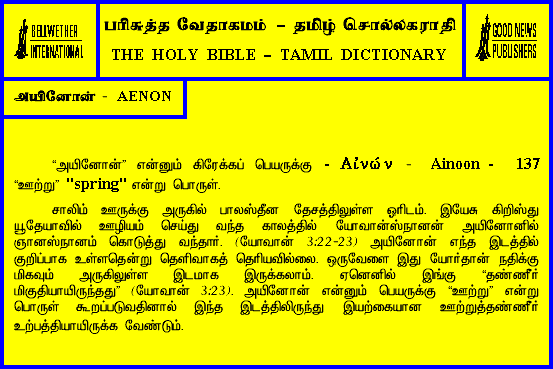 BELLWETHER
INTERNATIONAL
பரிசுத்த வேதாகமம் – தமிழ் சொல்லகராதி
THE HOLY BIBLE – TAMIL DICTIONARY
GOOD NEWS
PUBLISHERS
அயினோன் - AENON
“அயினோன்” என்னும் கிரேக்கப் பெயருக்கு - Αἰνών - Ainoon - 137
“ஊற்று” "spring" என்று பொருள்.
சாலிம் ஊருக்கு அருகில் பாலஸ்தீன தேசத்திலுள்ள ஓரிடம். இயேசு கிறிஸ்து
யூதேயாவில் ஊழியம் செய்து வந்த காலத்தில் யோவான்ஸ்நானன் அயினோனில்
ஞானஸ்நானம் கொடுத்து வந்தார். (யோவான் 3:22-23) அயினோன் எந்த இடத்தில்
குறிப்பாக உள்ளதென்று தெளிவாகத் தெரியவில்லை. ஒருவேளை இது யோர்தான் நதிக்கு
மிகவும் அருகிலுள்ள இடமாக இருக்கலாம். ஏனெனில் இங்கு “தண்ணீர்
மிகுதியாயிருந்தது” (யோவான் 3:23). அயினோன் என்னும் பெயருக்கு “ஊற்று” என்று
பொருள் கூறப்படுவதினால் இந்த இடத்திலிருந்து இயற்கையான ஊற்றுத்தண்ணீர்
உற்பத்தியாயிருக்க வேண்டும்.